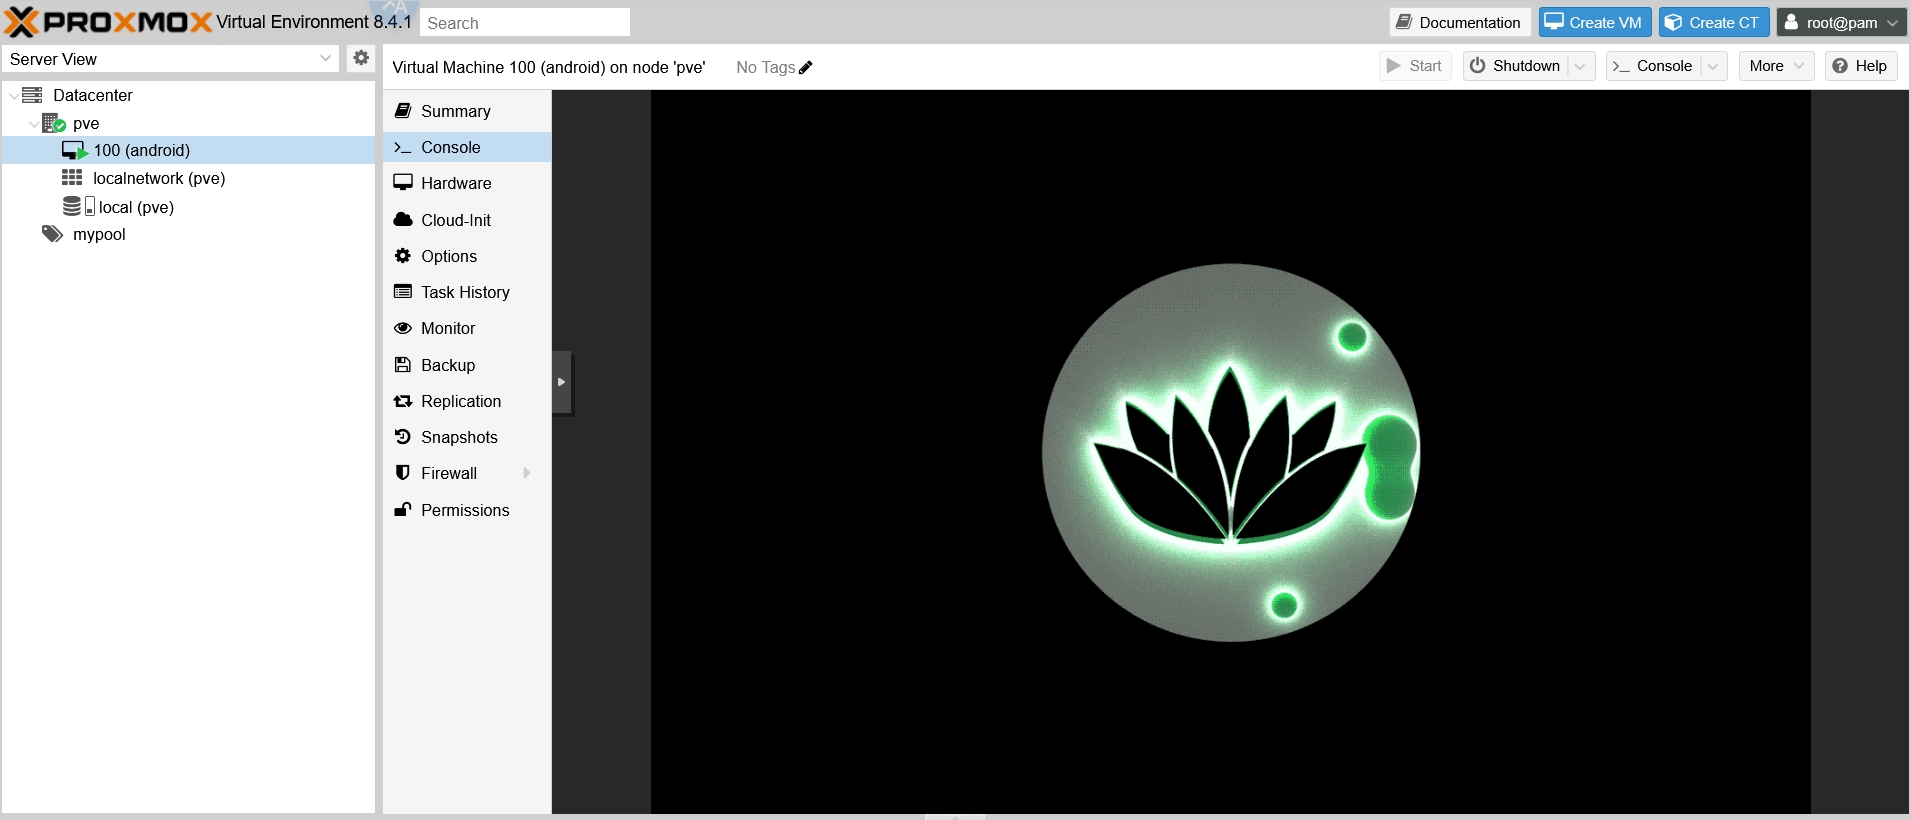 PROXMOX Virtual Environment 8.4.1 Search Documentation Create VM Create CT root@pam
Server View
Virtual Machine 100 (android) on node 'pve' No Tags Start Shutdown Console More Help
Datacenter
pve
100 (android)
localnetwork (pve)
local (pve)
mypool
Summary
Console
Hardware
Cloud-Init
Options
Task History
Monitor
Backup
Replication
Snapshots
Firewall
Permissions